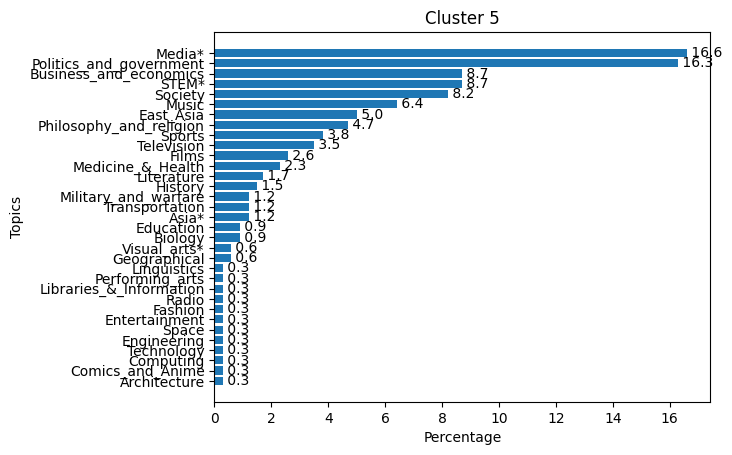 Cluster 5
Media* 16.6
Politics_and_government 16.3
Business_and_economics 8.7
STEM* 8.7
Society 8.2
Music 6.4
East_Asia 5.0
Philosophy_and_religion 4.7
Sports 3.8
Television 3.5
Films 2.6
Medicine_&_Health 2.3
Literature 1.7
History 1.5
Military_and_warfare 1.2
Transportation 1.2
Asia* 1.2
Education 0.9
Biology 0.9
Visual_arts* 0.6
Geographical 0.6
Linguistics 0.3
Performing_arts 0.3
Libraries_&_Information 0.3
Radio 0.3
Fashion 0.3
Entertainment 0.3
Space 0.3
Engineering 0.3
Technology 0.3
Computing 0.3
Comics_and_Anime 0.3
Architecture 0.3
Topics
0 2 4 6 8 10 12 14 16
Percentage